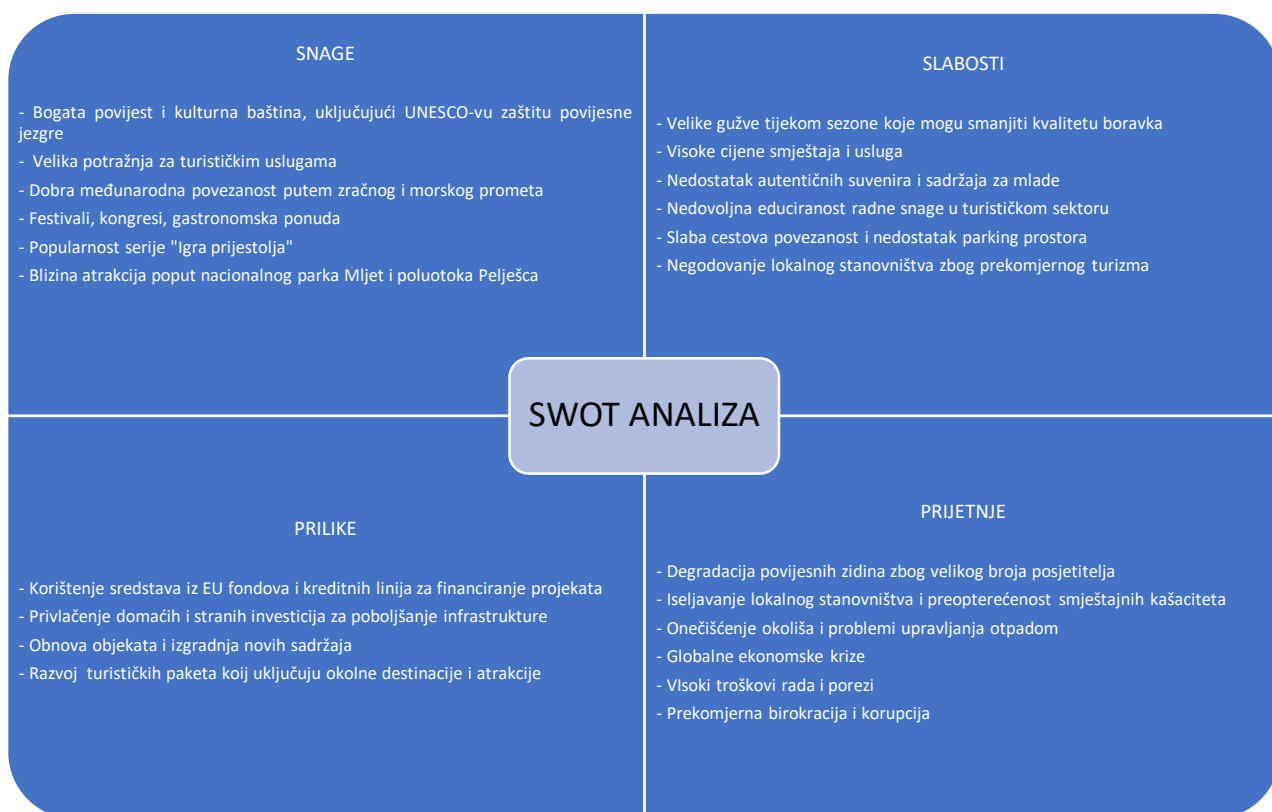 SNAGE
- Bogata povijest i kulturna baština, uključujući UNESCO-vu zaštitu povijesne
jezgre
- Velika potražnja za turističkim uslugama
- Dobra međunarodna povezanost putem zračnog i morskog prometa
- Festivali, kongresi, gastronomska ponuda
- Popularnost serije "Igra prijestolja"
- Blizina atrakcija poput nacionalnog parka Mljet i poluotoka Pelješca
SLABOSTI
- Velike gužve tijekom sezone koje mogu smanjiti kvalitetu boravka
- Visoke cijene smještaja i usluga
- Nedostatak autentičnih suvenira i sadržaja za mlade
- Nedovoljna educiranost radne snage u turističkom sektoru
- Slaba cestova povezanost i nedostatak parking prostora
- Negodovanje lokalnog stanovništva zbog prekomjernog turizma
SWOT ANALIZA
PRILIKE
- Korištenje sredstava iz EU fondova i kreditnih linija za financiranje projekata
- Privlačenje domaćih i stranih investicija za poboljšanje infrastrukture
- Obnova objekata i izgradnja novih sadržaja
- Razvoj turističkih paketa koij uključuju okolne destinacije i atrakcije
PRIJETNJE
- Degradacija povijesnih zidina zbog velikog broja posjetitelja
- Iseljavanje lokalnog stanovništva i preopterećenost smještajnih kašaciteta
- Onečišćenje okoliša i problemi upravljanja otpadom
- Globalne ekonomske krize
- VIsoki troškovi rada i porezi
- Prekomjerna birokracija i korupcija